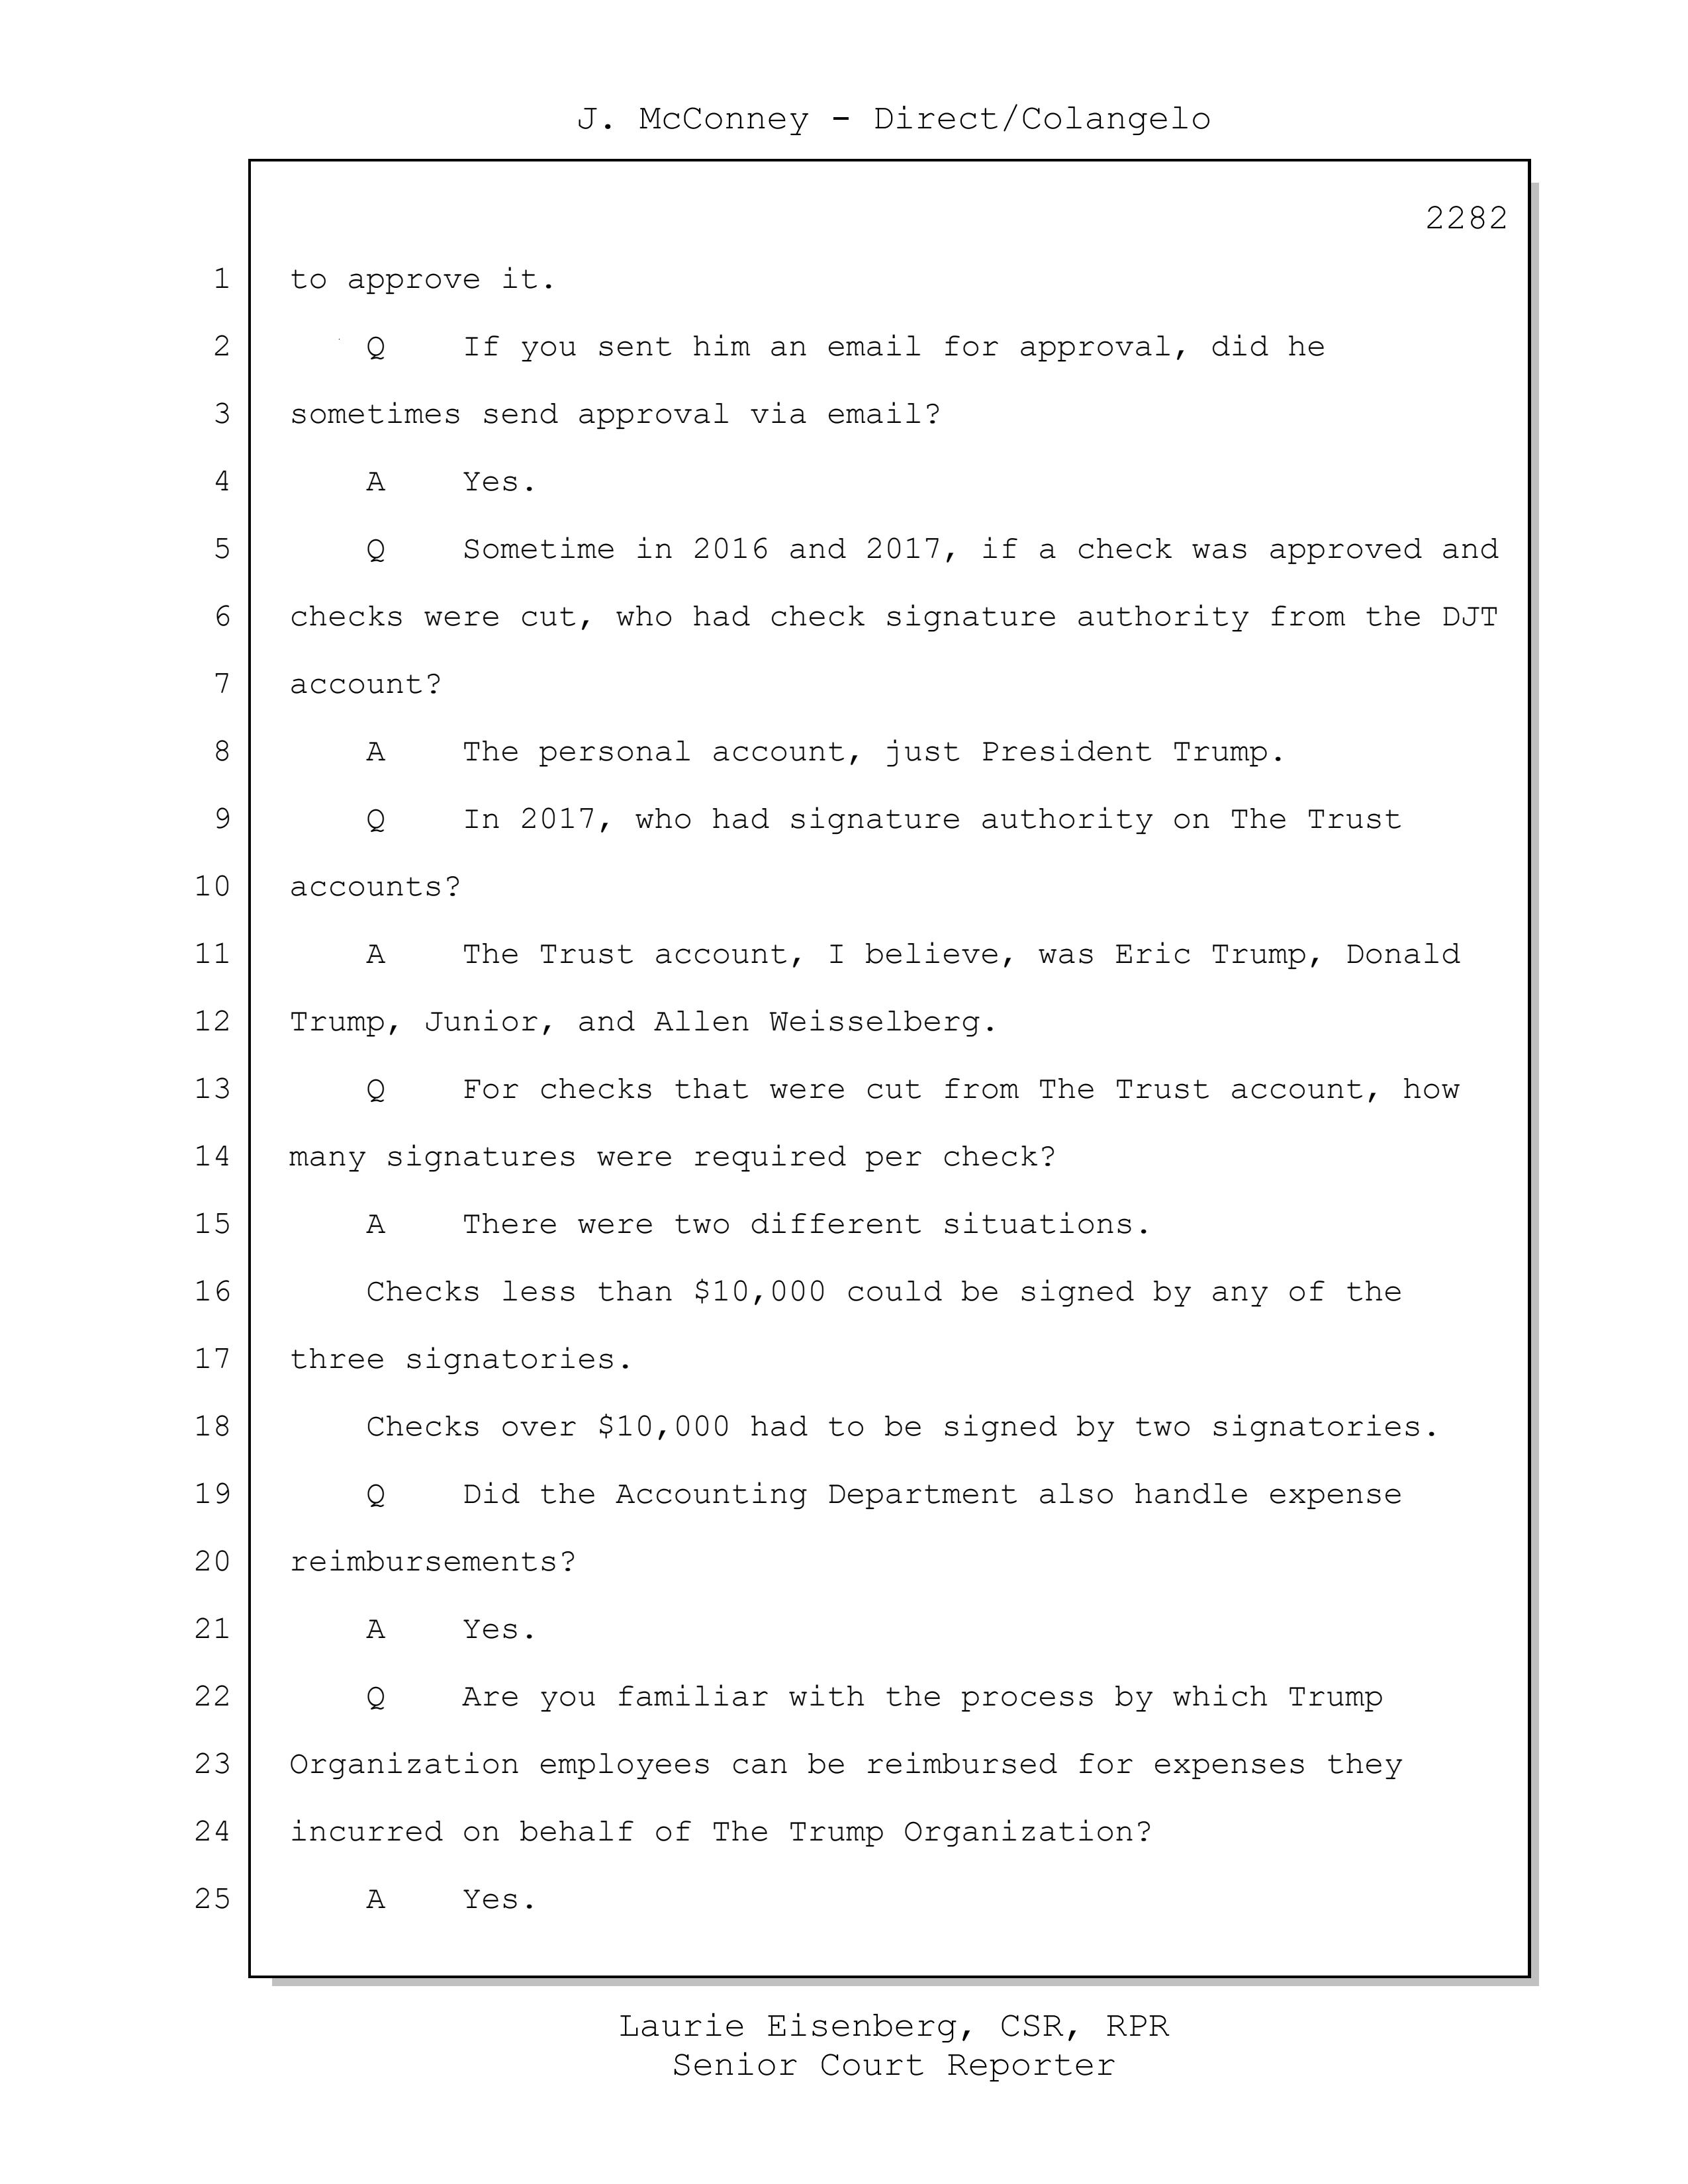 J. McConney - Direct/Colangelo
2282
1 to approve it.
2 Q If you sent him an email for approval, did he
3 sometimes send approval via email?
4 A Yes.
5 Q Sometime in 2016 and 2017, if a check was approved and
6 checks were cut, who had check signature authority from the DJT
7 account?
8 A The personal account, just President Trump.
9 Q In 2017, who had signature authority on The Trust
10 accounts?
11 A The Trust account, I believe, was Eric Trump, Donald
12 Trump, Junior, and Allen Weisselberg.
13 Q For checks that were cut from The Trust account, how
14 many signatures were required per check?
15 A There were two different situations.
16 Checks less than $10,000 could be signed by any of the
17 three signatories.
18 Checks over $10,000 had to be signed by two signatories.
19 Q Did the Accounting Department also handle expense
20 reimbursements?
21 A Yes.
22 Q Are you familiar with the process by which Trump
23 Organization employees can be reimbursed for expenses they
24 incurred on behalf of The Trump Organization?
25 A Yes.
Laurie Eisenberg, CSR, RPR
Senior Court Reporter